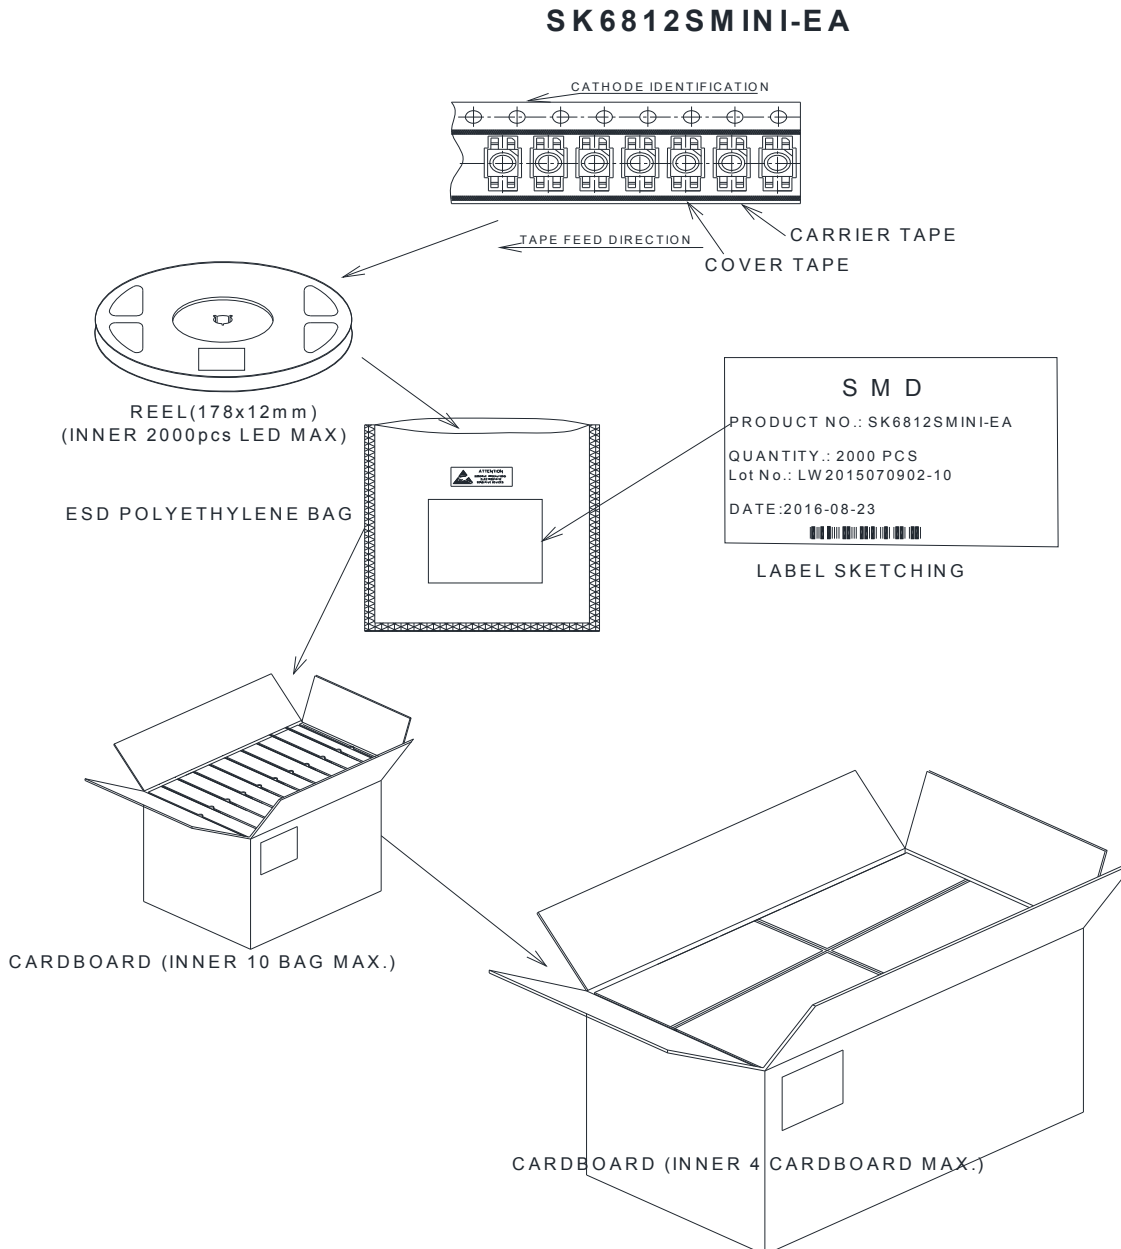 SK6812SMINI-EA
CATHODE IDENTIFICATION
TAPE FEED DIRECTION
CARRIER TAPE
COVER TAPE
REEL(178x12mm)
(INNER 2000pcs LED MAX)
S M D
PRODUCT NO.: SK6812SMINI-EA
QUANTITY.: 2000 PCS
Lot No.: LW2015070902-10
DATE:2016-08-23
LABEL SKETCHING
ATTENTION
ESD POLYETHYLENE BAG
CARDBOARD (INNER 10 BAG MAX.)
CARDBOARD (INNER 4 CARDBOARD MAX.)